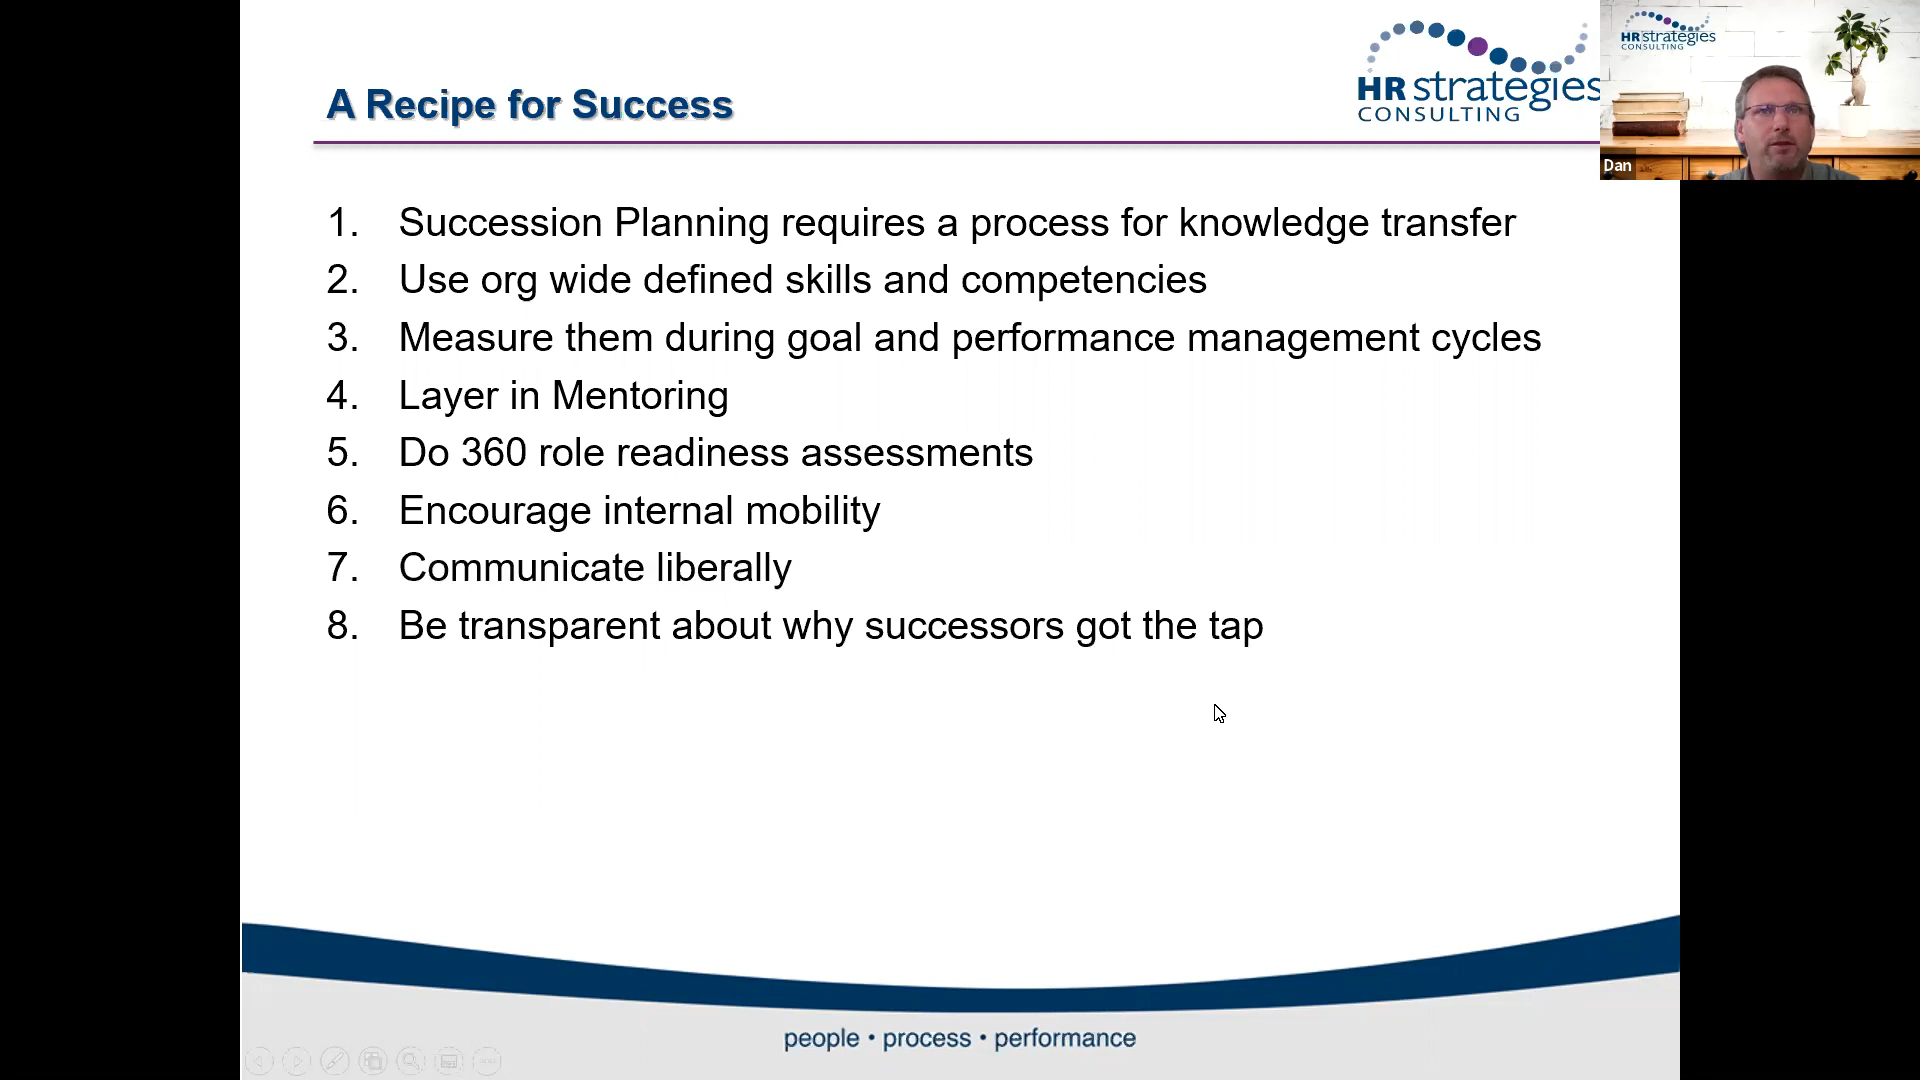 A Recipe for Success
HR strategies
CONSULTING
HRstrategies
CONSULTING
Dan
1. Succession Planning requires a process for knowledge transfer
2. Use org wide defined skills and competencies
3. Measure them during goal and performance management cycles
4. Layer in Mentoring
5. Do 360 role readiness assessments
6. Encourage internal mobility
7. Communicate liberally
8. Be transparent about why successors got the tap
people • process • performance